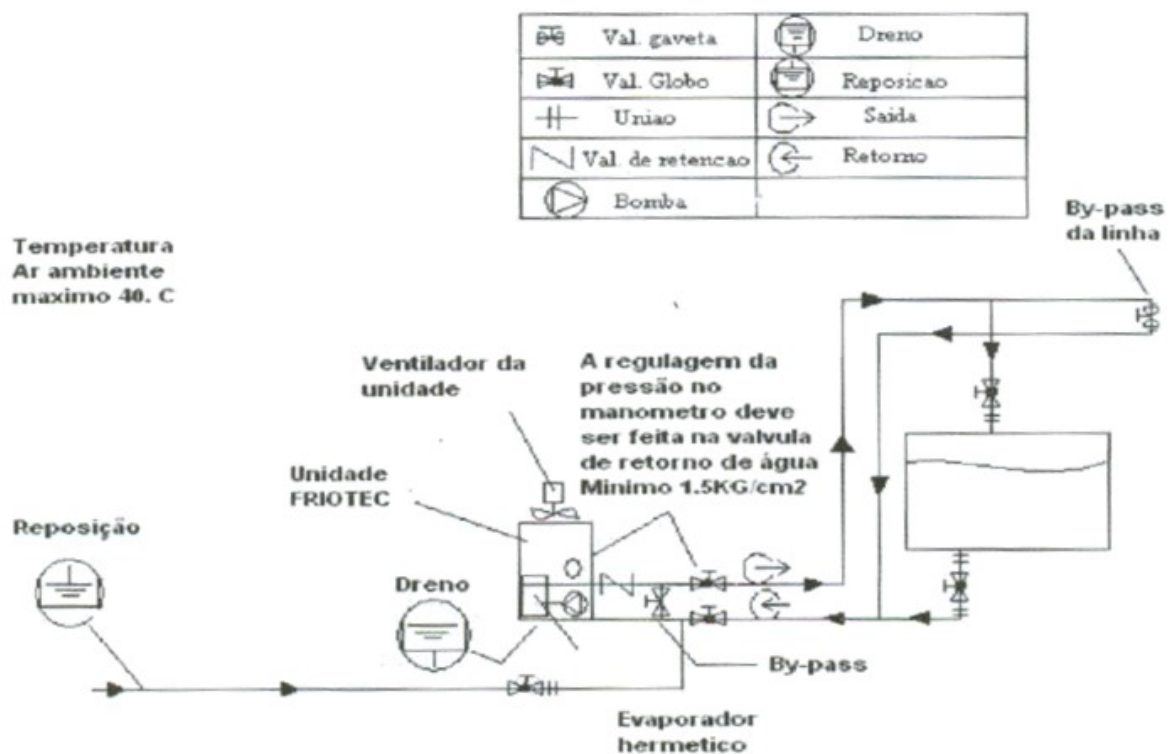 Val. gaveta
Dreno
Val. Globo
Reposicao
Uniao
Saida
Val. de retencao
Retorno
Bomba
By-pass
da linha
Temperatura
Ar ambiente
maximo 40. C
Ventilador da
unidade
A regulagem da
pressão no
manometro deve
ser feita na valvula
de retorno de água
Minimo 1.5KG/cm2
Unidade
FRIOTEC
Reposição
Dreno
By-pass
Evaporador
hermetico